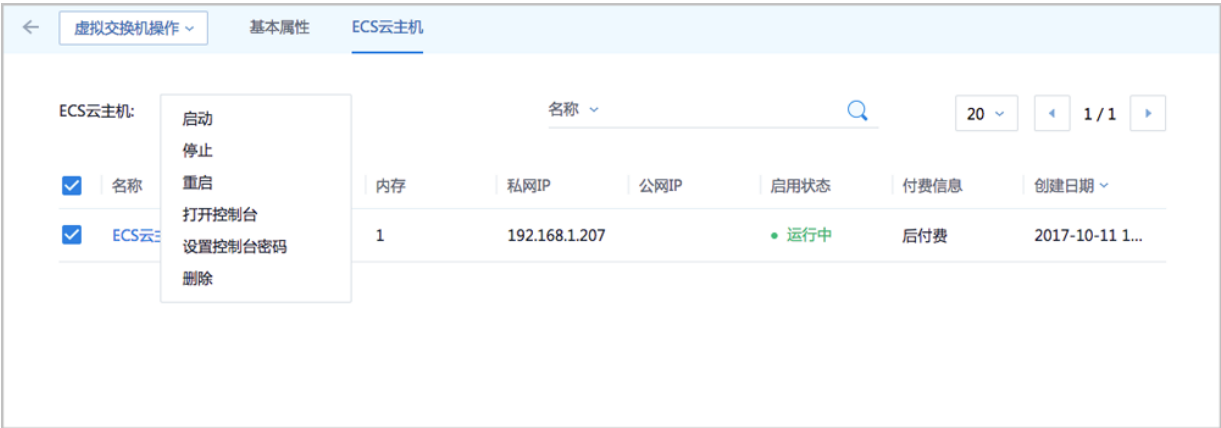 虚拟交换机操作 基本属性 ECS云主机
ECS云主机: 名称 20 1 / 1
启动
停止
重启
打开控制台
设置控制台密码
删除
名称 内存 私网IP 公网IP 启用状态 付费信息 创建日期
ECS云 1 192.168.1.207 运行中 后付费 2017-10-11 1...